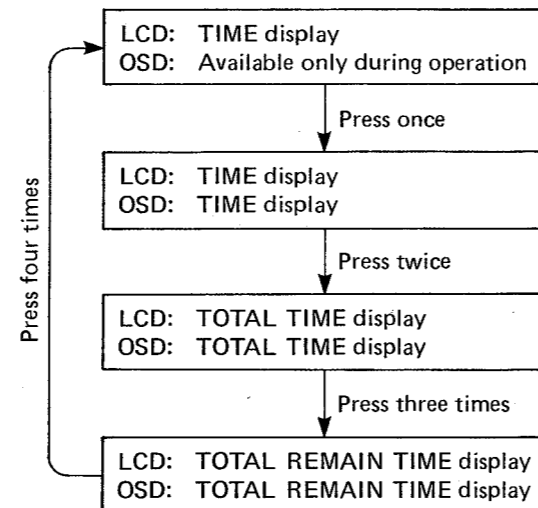 LCD: TIME display
OSD: Available only during operation
Press once
LCD: TIME display
OSD: TIME display
Press twice
LCD: TOTAL TIME display
OSD: TOTAL TIME display
Press three times
LCD: TOTAL REMAIN TIME display
OSD: TOTAL REMAIN TIME display
Press four times